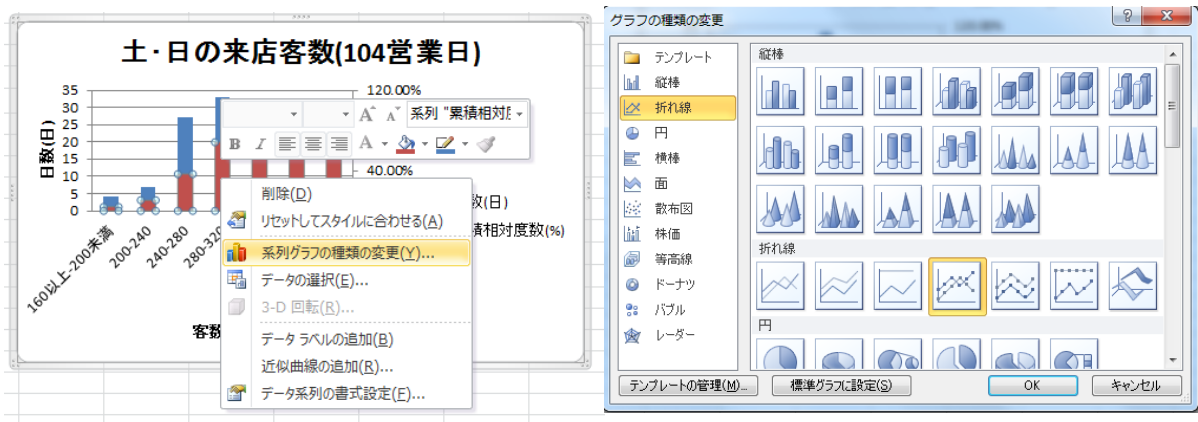 土・日の来店客数(104営業日)
35
30
25
20
15
10
5
0
日数(日)
120.00%
40.00%
160以上-200未満
200-240
240-280
280-320
客数
数(日)
積相対度数(%)
系列 "累積相対度
B I A
削除(D)
リセットしてスタイルに合わせる(A)
系列グラフの種類の変更(Y)...
データの選択(E)...
3-D 回転(R)...
データ ラベルの追加(B)
近似曲線の追加(R)...
データ系列の書式設定(F)...
グラフの種類の変更
テンプレート
縦棒
折れ線
円
横棒
面
散布図
株価
等高線
ドーナツ
バブル
レーダー
縦棒
折れ線
円
テンプレートの管理(M)...
標準グラフに設定(S)
OK
キャンセル